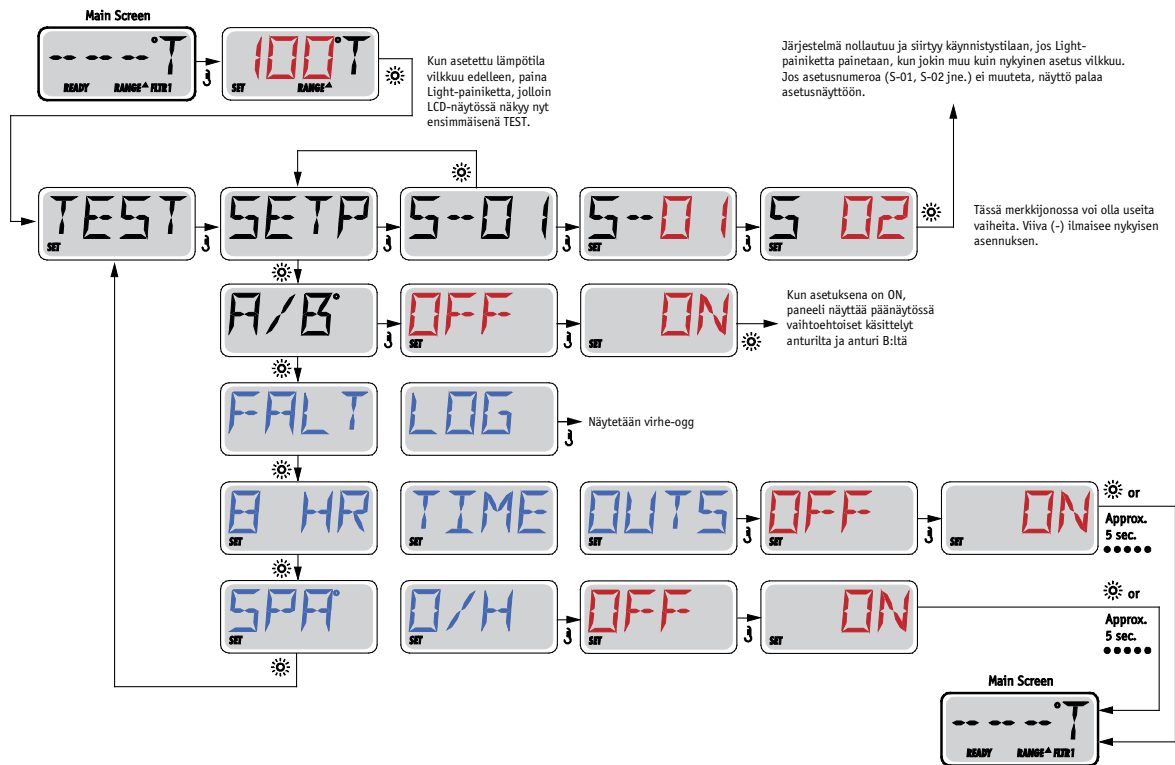 Main Screen
---- °T
READY RANGE FLTR1
100°T
SET RANGE
Kun asetettu lämpötila
vilkkuu edelleen, paina
Light-painiketta, jolloin
LCD-näytössä näkyy nyt
ensimmäisenä TEST.
Järjestelmä nollautuu ja siirtyy käynnistystilaan, jos Light-
painiketta painetaan, kun jokin muu kuin nykyinen asetus vilkkuu.
Jos asetusnumeroa (S-01, S-02 jne.) ei muuteta, näyttö palaa
asetusnäyttöön.
TEST
SET
SETP
S-01
S-01
S 02
SET
Tässä merkkijonossa voi olla useita
vaiheita. Viiva (-) ilmaisee nykyisen
asennuksen.
A/B°
OFF
SET
ON
SET
Kun asetuksena on ON,
paneeli näyttää päänäytössä
vaihtoehtoiset käsittelyt
anturilta ja anturi B:ltä
FALT
LOG
Näytetään virhe-ogg
8 HR
SET
TIME
SET
OUTS
SET
OFF
SET
ON
SET
or
Approx.
5 sec.
SPA°
SET
O/H
OFF
SET
ON
SET
or
Approx.
5 sec.
Main Screen
----°T
READY RANGE FLTR1